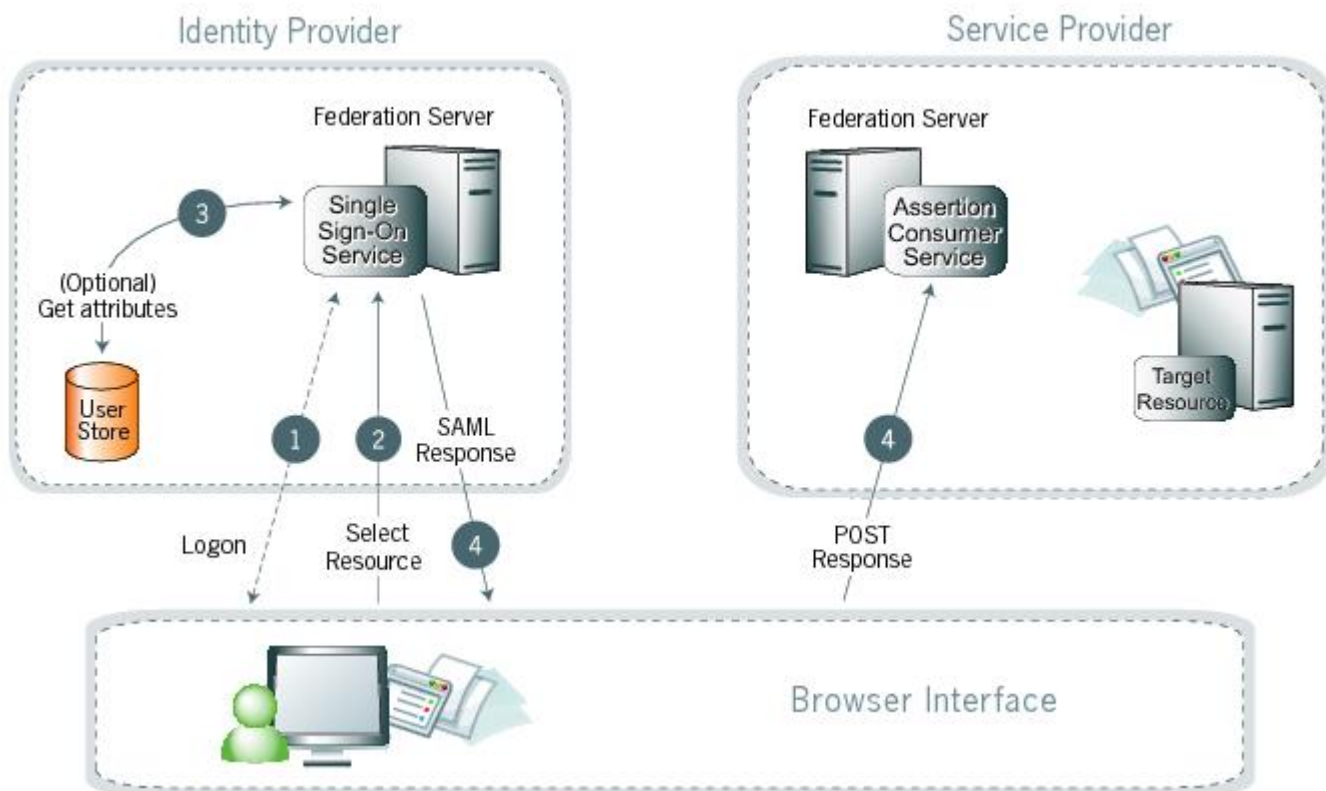 Identity Provider
Service Provider
Federation Server
Single
Sign-On
Service
3
(Optional)
Get attributes
User
Store
1
2
SAML
Response
Logon
Select
Resource
4
Federation Server
Assertion
Consumer
Service
Target
Resource
4
POST
Response
Browser Interface